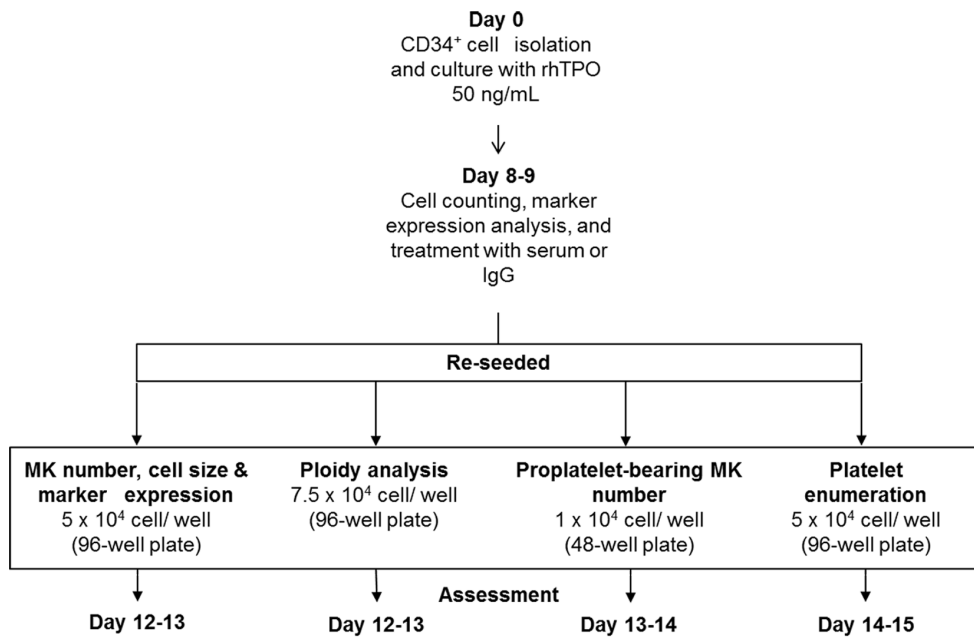 Day 0
CD34⁺ cell isolation
and culture with rhTPO
50 ng/mL
Day 8-9
Cell counting, marker
expression analysis, and
treatment with serum or
IgG
Re-seeded
MK number, cell size &
marker expression
5 x 10⁴ cell/ well
(96-well plate)
Ploidy analysis
7.5 x 10⁴ cell/ well
(96-well plate)
Proplatelet-bearing MK
number
1 x 10⁴ cell/ well
(48-well plate)
Platelet
enumeration
5 x 10⁴ cell/ well
(96-well plate)
Assessment
Day 12-13
Day 12-13
Day 13-14
Day 14-15